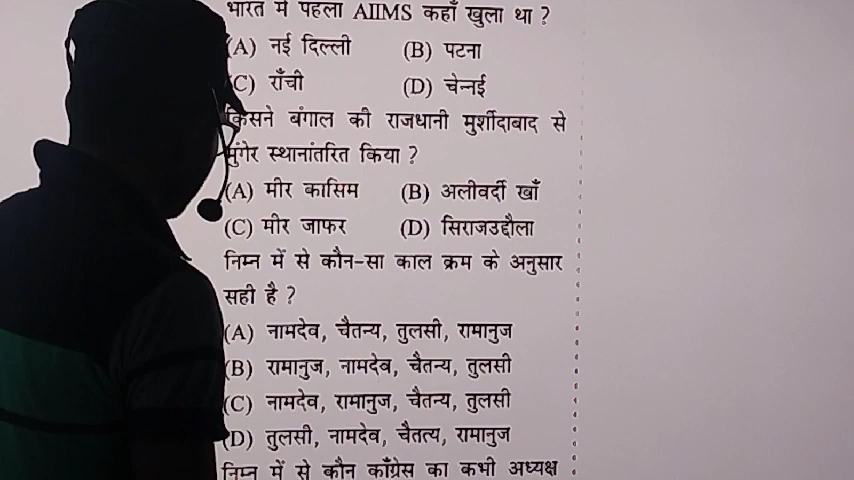 भारत में पहला AIIMS कहाँ खुला था ?
(A) नई दिल्ली (B) पटना
(C) राँची (D) चेन्नई
किसने बंगाल की राजधानी मुर्शीदाबाद से
मुंगेर स्थानांतरित किया ?
(A) मीर कासिम (B) अलीवर्दी खाँ
(C) मीर जाफर (D) सिराजउद्दौला
निम्न में से कौन-सा काल क्रम के अनुसार
सही है ?
(A) नामदेव, चैतन्य, तुलसी, रामानुज
(B) रामानुज, नामदेव, चैतन्य, तुलसी
(C) नामदेव, रामानुज, चैतन्य, तुलसी
(D) तुलसी, नामदेव, चैतत्य, रामानुज
निम्न में से कौन काँग्रेस का कभी अध्यक्ष